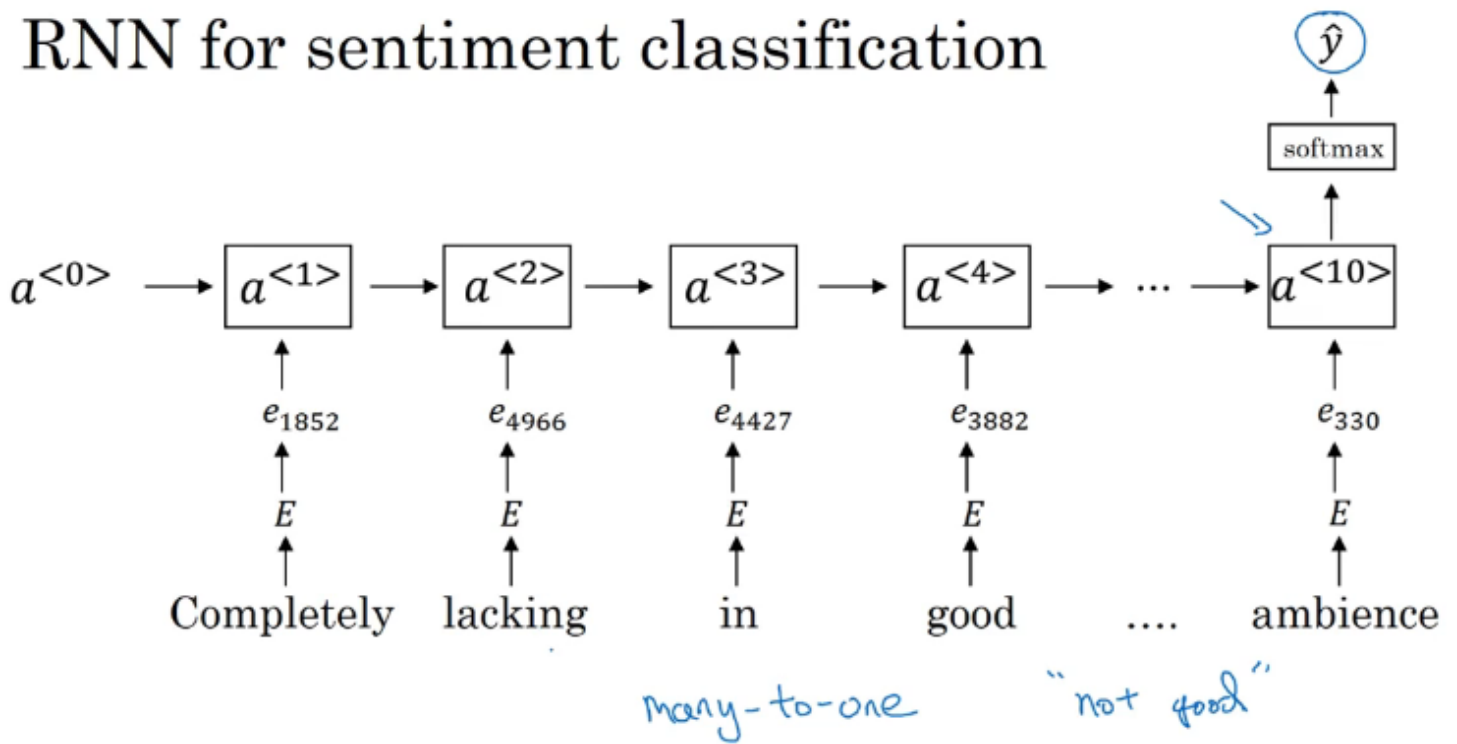 RNN for sentiment classification
ŷ
softmax
a<0> a<1> a<2> a<3> a<4> ... a<10>
e1852 e4966 e4427 e3882 e330
E E E E E
Completely lacking in good .... ambience
many-to-one "not good"